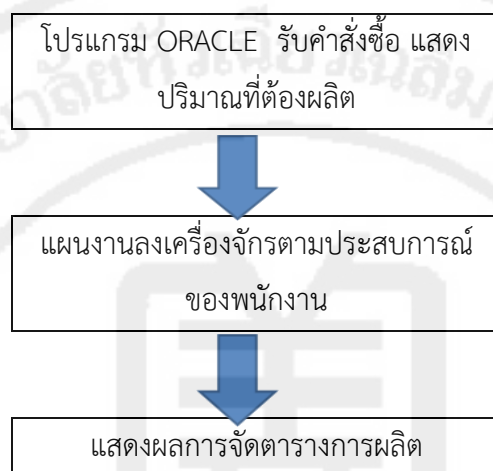 โปรแกรม ORACLE รับคำสั่งซื้อ แสดง
ปริมาณที่ต้องผลิต
แผนงานลงเครื่องจักรตามประสบการณ์
ของพนักงาน
แสดงผลการจัดตารางการผลิต